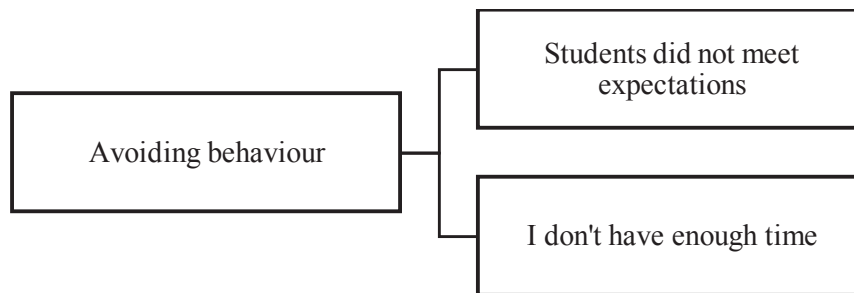 Avoiding behaviour
Students did not meet
expectations
I don't have enough time